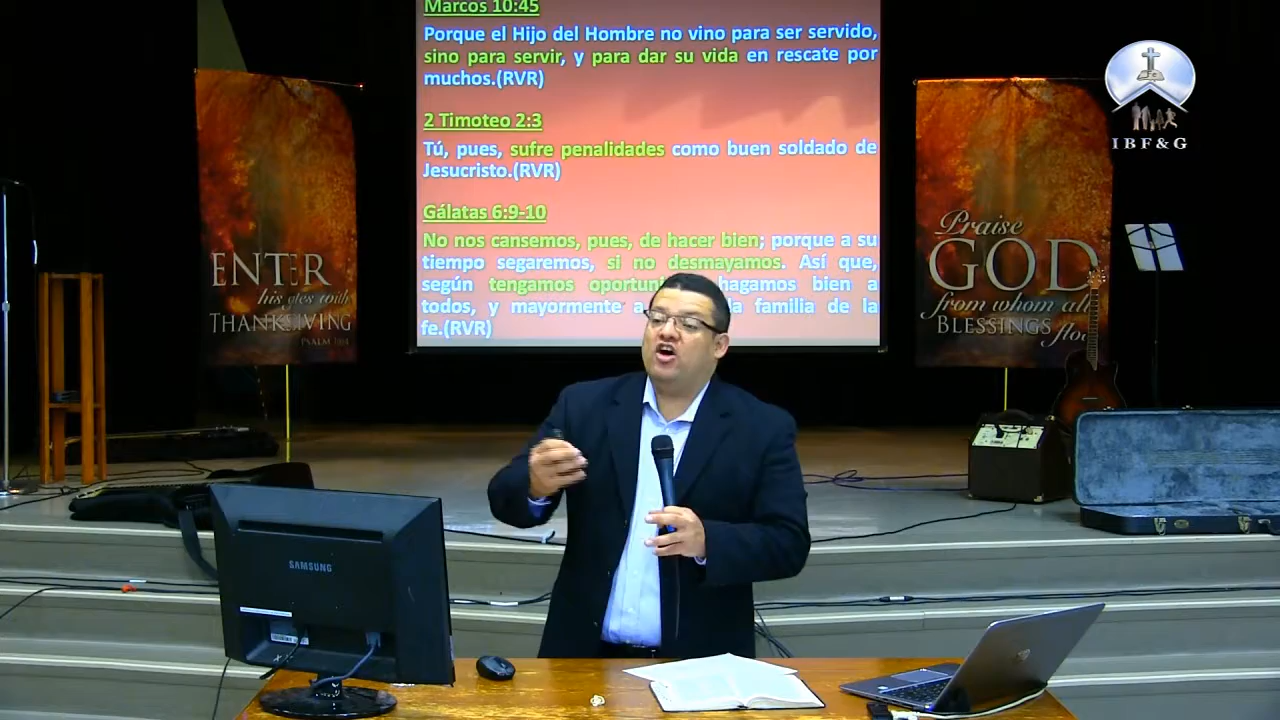 Marcos 10:45
Porque el Hijo del Hombre no vino para ser servido,
sino para servir, y para dar su vida en rescate por
muchos.(RVR)
2 Timoteo 2:3
Tú, pues, sufre penalidades como buen soldado de
Jesucristo.(RVR)
Gálatas 6:9-10
No nos cansemos, pues, de hacer bien; porque a su
tiempo segaremos, si no desmayamos. Así que,
según tengamos hagamos bien a
todos, y mayormente a la familia de la
fe.(RVR)
ENTER
his with
THANKSGIVING
PSALM
Praise
GOD
from whom all
BLESSINGS
IBF&G
SAMSUNG